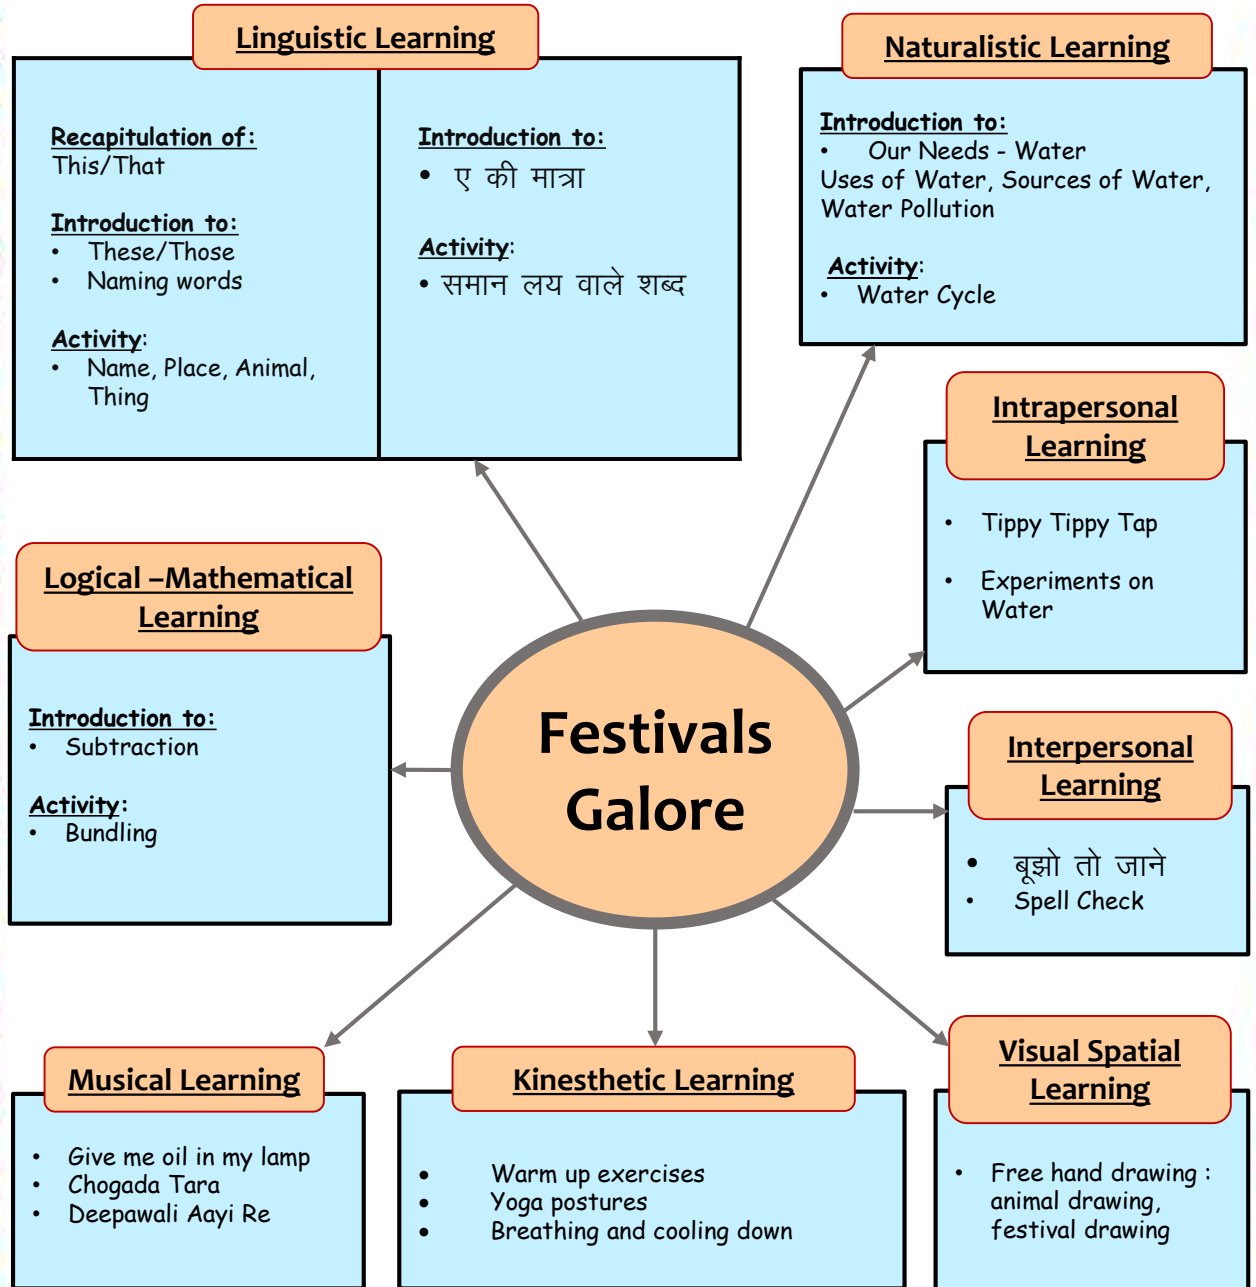 Linguistic Learning
Recapitulation of:
This/That
Introduction to:
• These/Those
• Naming words
Activity:
• Name, Place, Animal,
Thing
Introduction to:
• ए की मात्रा
Activity:
• समान लय वाले शब्द
Naturalistic Learning
Introduction to:
• Our Needs - Water
Uses of Water, Sources of Water,
Water Pollution
Activity:
• Water Cycle
Intrapersonal
Learning
• Tippy Tippy Tap
• Experiments on
Water
Logical –Mathematical
Learning
Introduction to:
• Subtraction
Activity:
• Bundling
Festivals
Galore
Interpersonal
Learning
• बूझो तो जाने
• Spell Check
Musical Learning
• Give me oil in my lamp
• Chogada Tara
• Deepawali Aayi Re
Kinesthetic Learning
• Warm up exercises
• Yoga postures
• Breathing and cooling down
Visual Spatial
Learning
• Free hand drawing :
animal drawing,
festival drawing